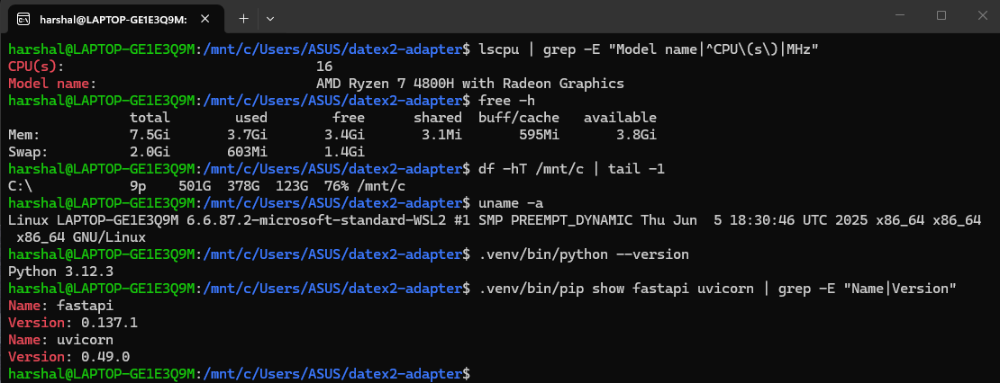 harshal@LAPTOP-GE1E3Q9M:
harshal@LAPTOP-GE1E3Q9M:/mnt/c/Users/ASUS/datex2-adapter$ lscpu | grep -E "Model name|^CPU\(s\)|MHz"
CPU(s):                          16
Model name:                      AMD Ryzen 7 4800H with Radeon Graphics
harshal@LAPTOP-GE1E3Q9M:/mnt/c/Users/ASUS/datex2-adapter$ free -h
               total        used        free      shared  buff/cache   available
Mem:           7.5Gi       3.7Gi       3.4Gi       3.1Mi       595Mi       3.8Gi
Swap:          2.0Gi       603Mi       1.4Gi
harshal@LAPTOP-GE1E3Q9M:/mnt/c/Users/ASUS/datex2-adapter$ df -hT /mnt/c | tail -1
C:\            9p    501G  378G  123G  76% /mnt/c
harshal@LAPTOP-GE1E3Q9M:/mnt/c/Users/ASUS/datex2-adapter$ uname -a
Linux LAPTOP-GE1E3Q9M 6.6.87.2-microsoft-standard-WSL2 #1 SMP PREEMPT_DYNAMIC Thu Jun  5 18:30:46 UTC 2025 x86_64 x86_64
 x86_64 GNU/Linux
harshal@LAPTOP-GE1E3Q9M:/mnt/c/Users/ASUS/datex2-adapter$ .venv/bin/python --version
Python 3.12.3
harshal@LAPTOP-GE1E3Q9M:/mnt/c/Users/ASUS/datex2-adapter$ .venv/bin/pip show fastapi uvicorn | grep -E "Name|Version"
Name: fastapi
Version: 0.137.1
Name: uvicorn
Version: 0.49.0
harshal@LAPTOP-GE1E3Q9M:/mnt/c/Users/ASUS/datex2-adapter$